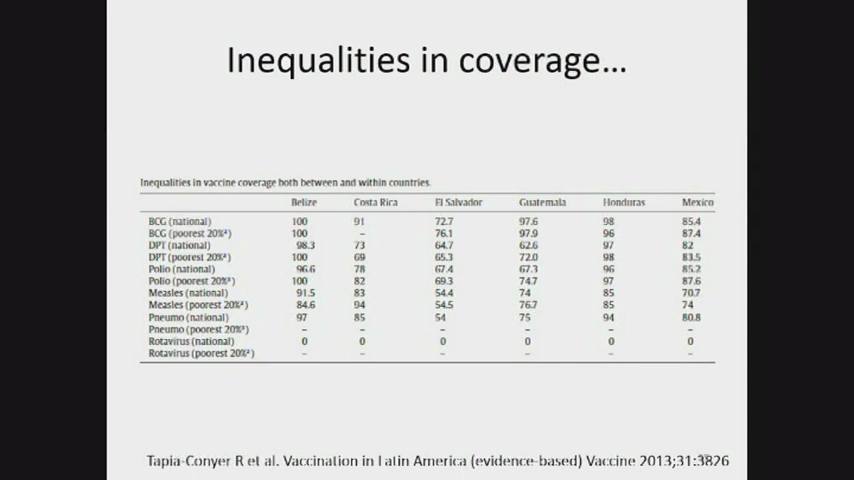 Inequalities in coverage...
Inequalities in vaccine coverage both between and within countries.
Belize Costa Rica El Salvador Guatemala Honduras Mexico
BCG (national) 100 91 72.7 97.6 98 85.4
BCG (poorest 20%ª) 100 – 76.1 97.9 96 87.4
DPT (national) 98.3 73 64.7 62.6 97 82
DPT (poorest 20%ª) 100 69 65.3 72.0 98 83.5
Polio (national) 96.6 78 67.4 67.3 96 85.2
Polio (poorest 20%ª) 100 82 69.3 74.7 97 87.6
Measles (national) 91.5 83 54.4 74 85 70.7
Measles (poorest 20%ª) 84.6 94 54.5 76.7 85 74
Pneumo (national) 97 85 54 75 94 80.8
Pneumo (poorest 20%ª) – – – – – –
Rotavirus (national) 0 0 0 0 0 0
Rotavirus (poorest 20%ª) – – – – – –
Tapia-Conyer R et al. Vaccination in Latin America (evidence-based) Vaccine 2013;31:3826